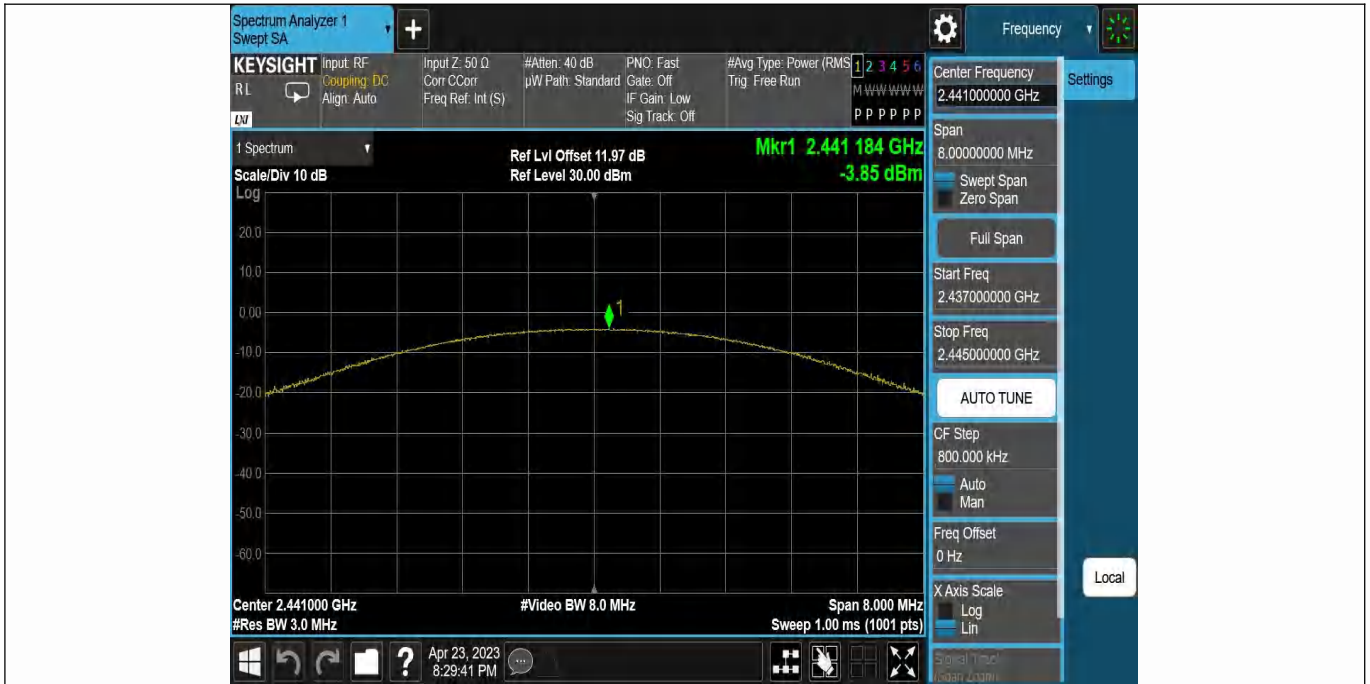 Spectrum Analyzer 1
Swept SA
+
Frequency
KEYSIGHT
RL
LXI
Input: RF
Coupling: DC
Align: Auto
Input Z: 50 Ω
Corr CCorr
Freq Ref: Int (S)
#Atten: 40 dB
µW Path: Standard
PNO: Fast
Gate: Off
IF Gain: Low
Sig Track: Off
#Avg Type: Power (RMS
Trig: Free Run
1 2 3 4 5 6
M W W W W W
P P P P P P
1 Spectrum
Scale/Div 10 dB
Ref Lvl Offset 11.97 dB
Ref Level 30.00 dBm
Mkr1 2.441 184 GHz
-3.85 dBm
Log
20.0
10.0
0.00
-10.0
-20.0
-30.0
-40.0
-50.0
-60.0
1
Center 2.441000 GHz
#Res BW 3.0 MHz
#Video BW 8.0 MHz
Span 8.000 MHz
Sweep 1.00 ms (1001 pts)
Center Frequency
2.441000000 GHz
Settings
Span
8.00000000 MHz
Swept Span
Zero Span
Full Span
Start Freq
2.437000000 GHz
Stop Freq
2.445000000 GHz
AUTO TUNE
CF Step
800.000 kHz
Auto
Man
Freq Offset
0 Hz
X Axis Scale
Log
Lin
Signal Track
(Span Zoom)
Local
?
Apr 23, 2023
8:29:41 PM